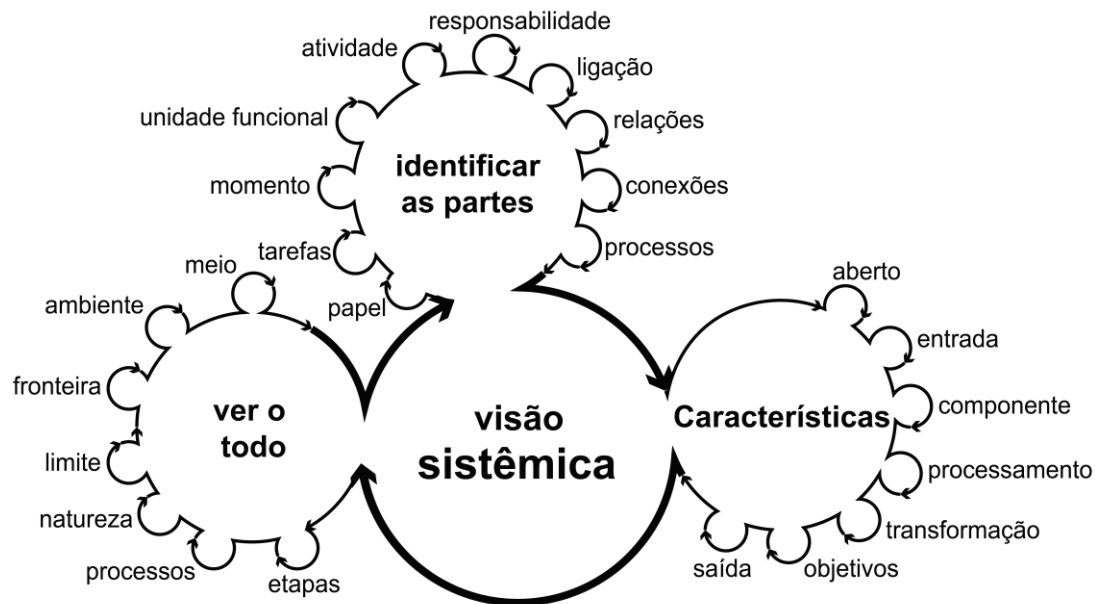 responsabilidade
atividade
ligação
unidade funcional
relações
identificar
as partes
momento
conexões
tarefas
processos
papel
meio
ambiente
fronteira
ver o
todo
limite
natureza
processos
etapas
visão
sistêmica
aberto
entrada
Característícas
componente
processamento
transformação
objetivos
saída